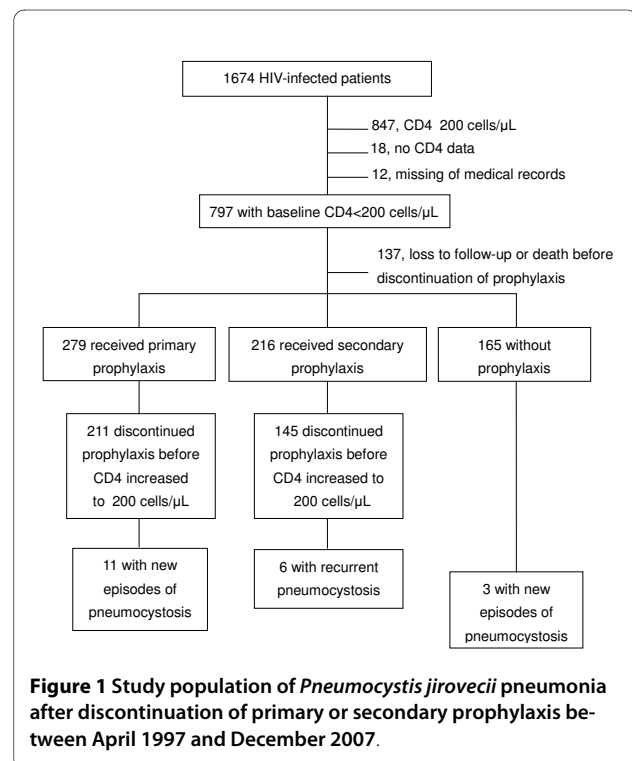 1674 HIV-infected patients
847, CD4 200 cells/µL
18, no CD4 data
12, missing of medical records
797 with baseline CD4<200 cells/µL
137, loss to follow-up or death before
discontinuation of prophylaxis
279 received primary
prophylaxis
216 received secondary
prophylaxis
165 without
prophylaxis
211 discontinued
prophylaxis before
CD4 increased
to 200 cells/µL
145 discontinued
prophylaxis before
CD4 increased to
200 cells/µL
11 with new
episodes of
pneumocystosis
6 with recurrent
pneumocystosis
3 with new
episodes of
pneumocystosis
Figure 1 Study population of Pneumocystis jirovecii pneumonia
after discontinuation of primary or secondary prophylaxis be-
tween April 1997 and December 2007.